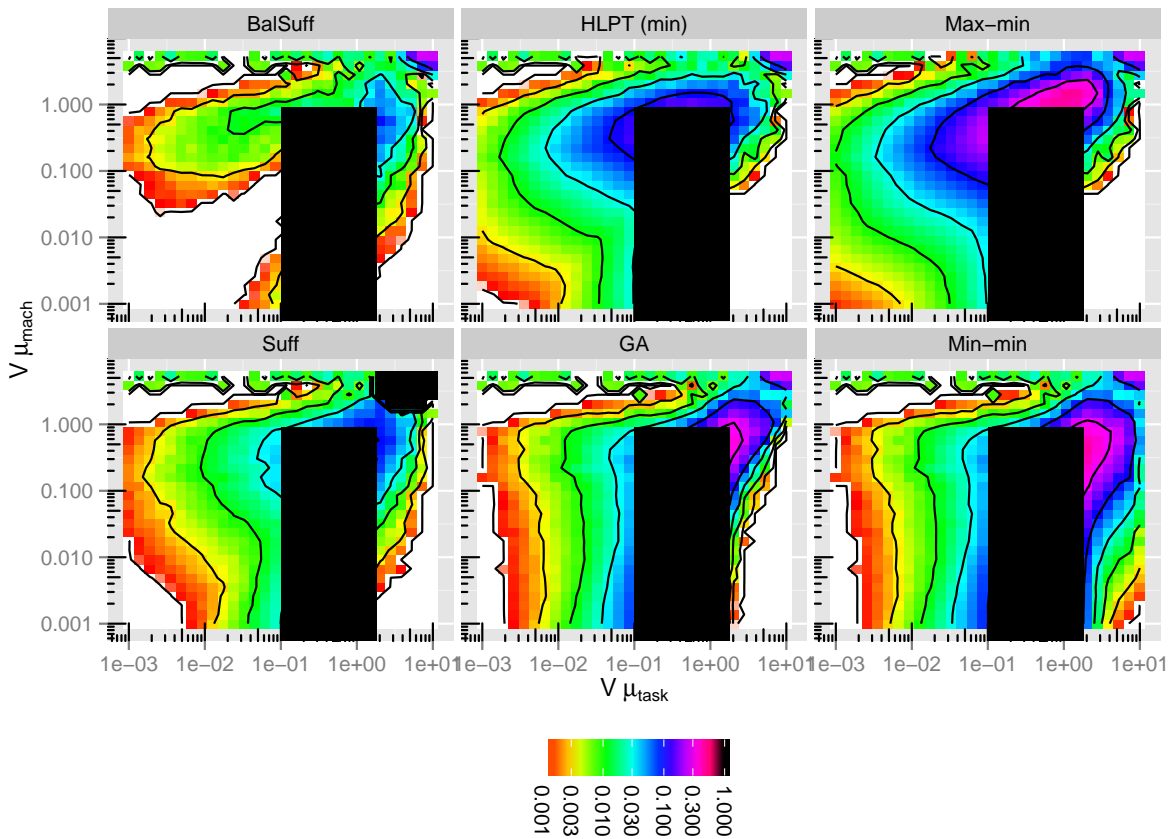 BalSuff HLPT (min) Max−min
1.000
0.100
0.010
0.001
Suff GA Min−min
1.000
0.100
0.010
0.001
V μmach
1e−03 1e−02 1e−01 1e+00 1e+01 1e−03 1e−02 1e−01 1e+00 1e+01 1e−03 1e−02 1e−01 1e+00 1e+01
V μtask
0.001 0.003 0.010 0.030 0.100 0.300 1.000